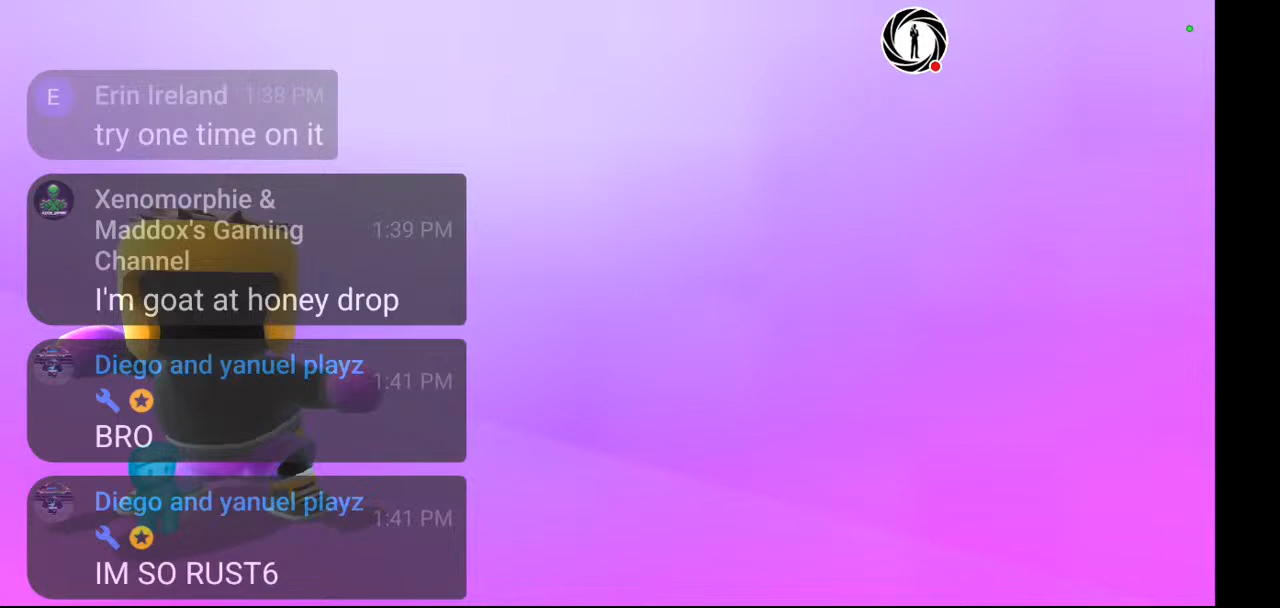 E
Erin Ireland 1:38 PM
try one time on it
Xenomorphie &
Maddox's Gaming 1:39 PM
Channel
I'm goat at honey drop
Diego and yanuel playz
1:41 PM
BRO
Diego and yanuel playz
1:41 PM
IM SO RUST6